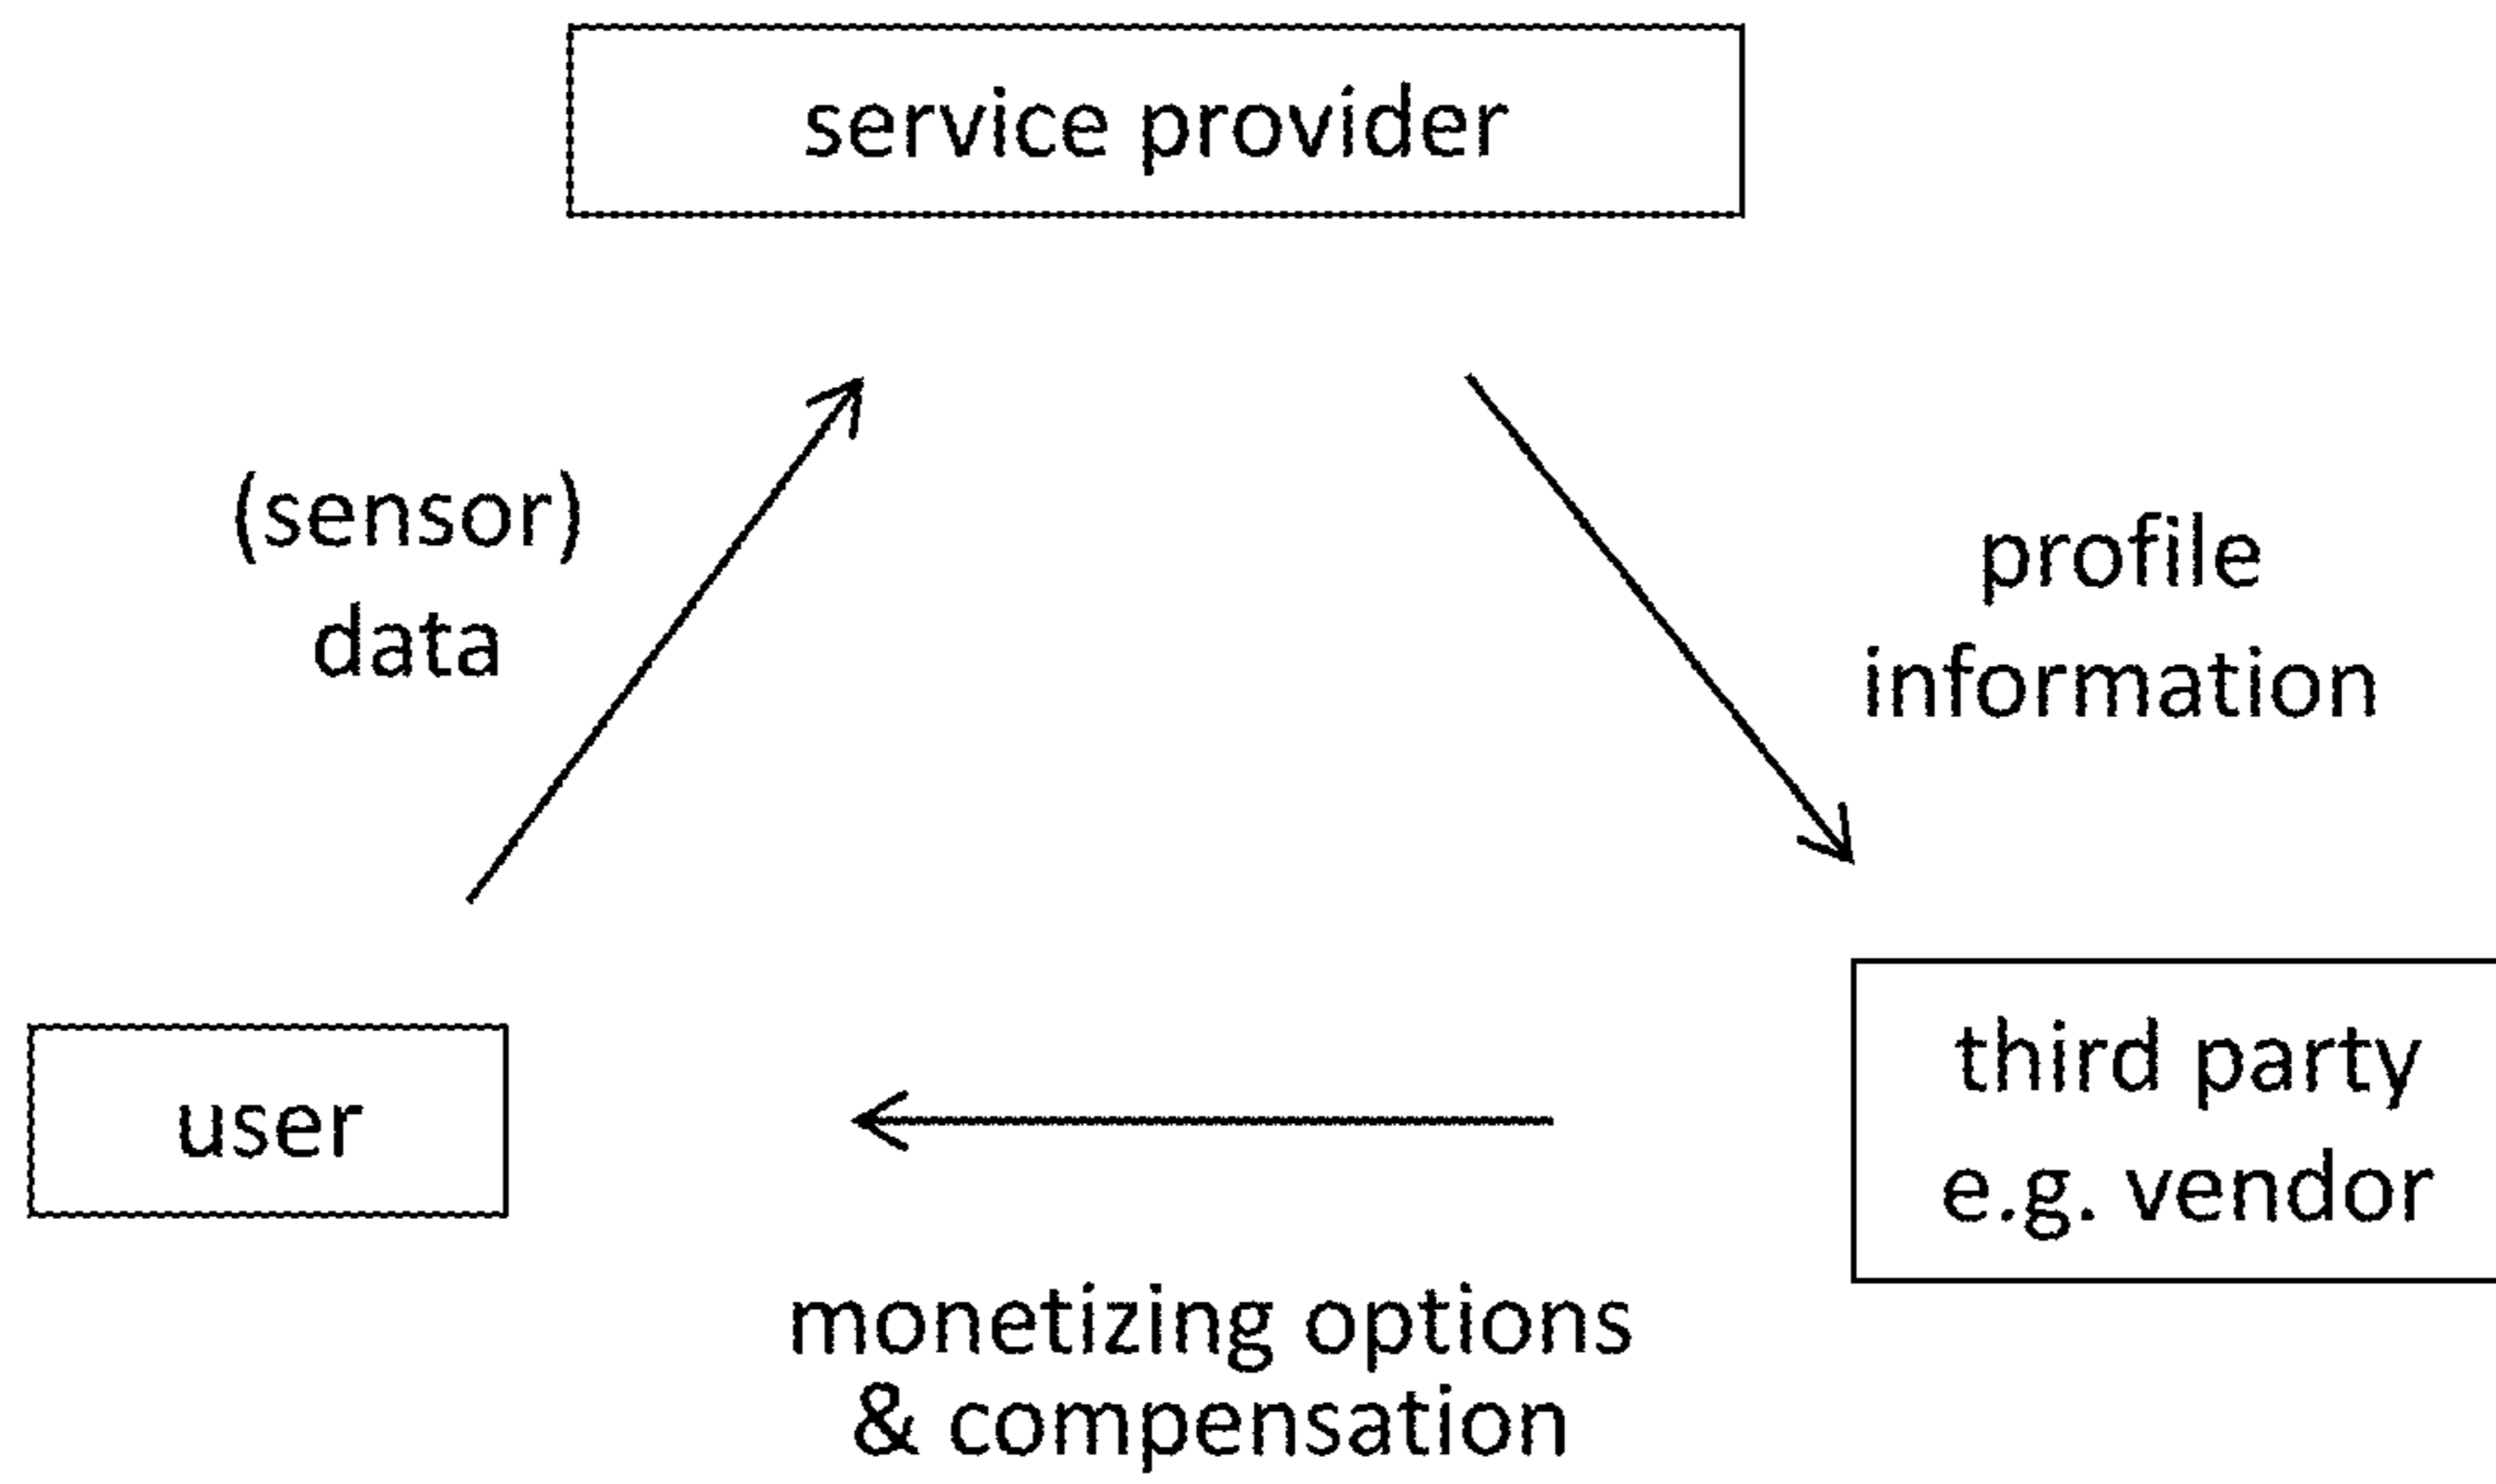 service provider
(sensor)
data
profile
information
user
third party
e.g. vendor
monetizing options
& compensation